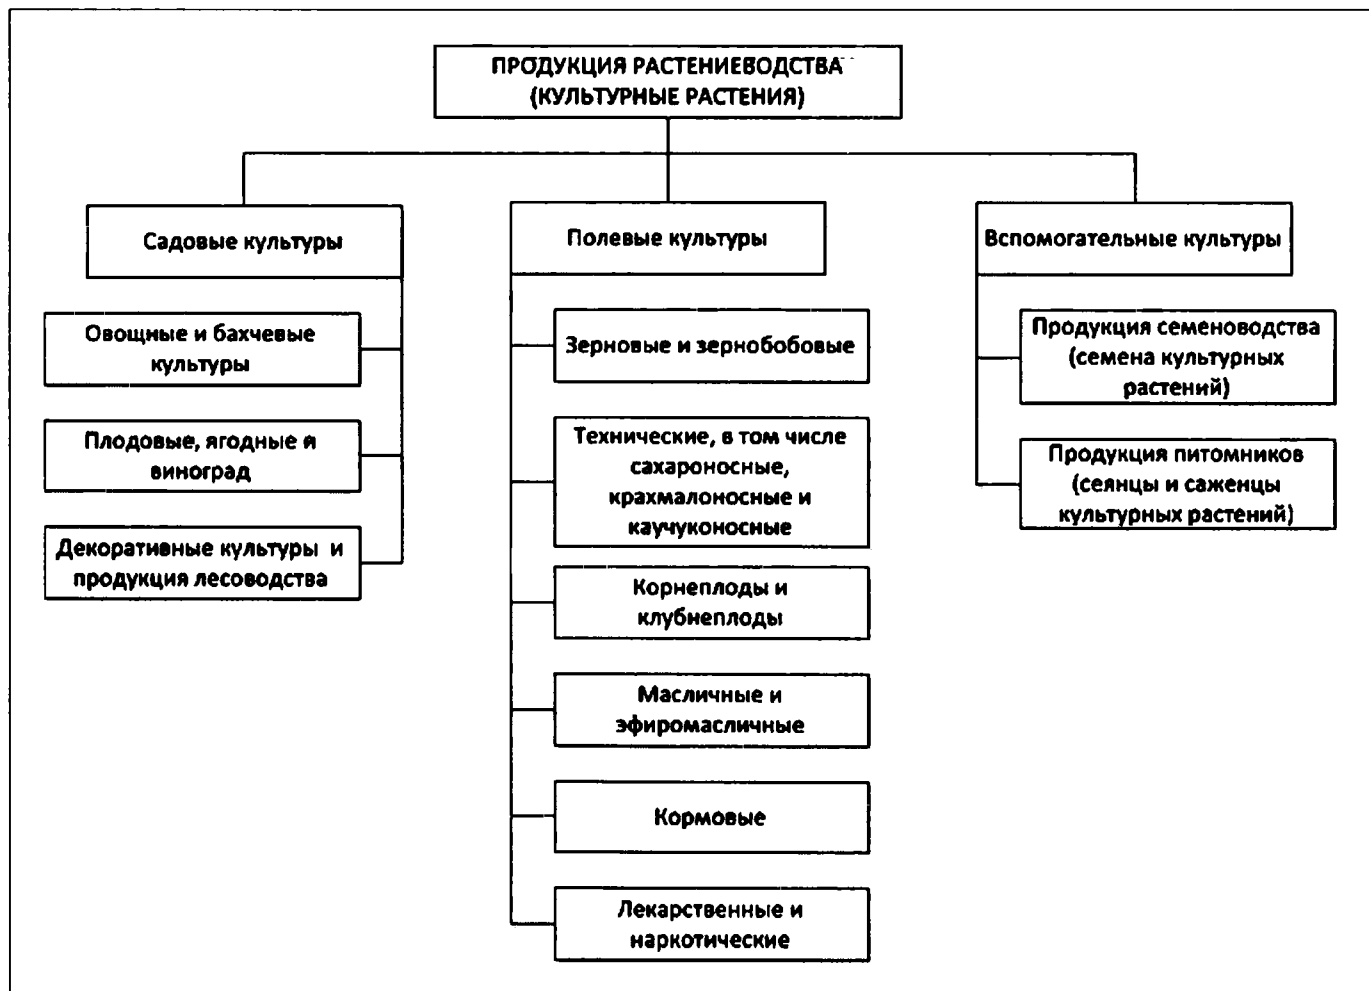 ПРОДУКЦИЯ РАСТЕНИЕВОДСТВА
(КУЛЬТУРНЫЕ РАСТЕНИЯ)
Садовые культуры
Овощные и бахчевые
культуры
Плодовые, ягодные и
виноград
Декоративные культуры и
продукция лесоводства
Полевые культуры
Зерновые и зернобобовые
Технические, в том числе
сахароносные,
крахмалоносные и
каучуконосные
Корнеплоды и
клубнеплоды
Масличные и
эфиромасличные
Кормовые
Лекарственные и
наркотические
Вспомогательные культуры
Продукция семеноводства
(семена культурных
растений)
Продукция питомников
(сеянцы и саженцы
культурных растений)